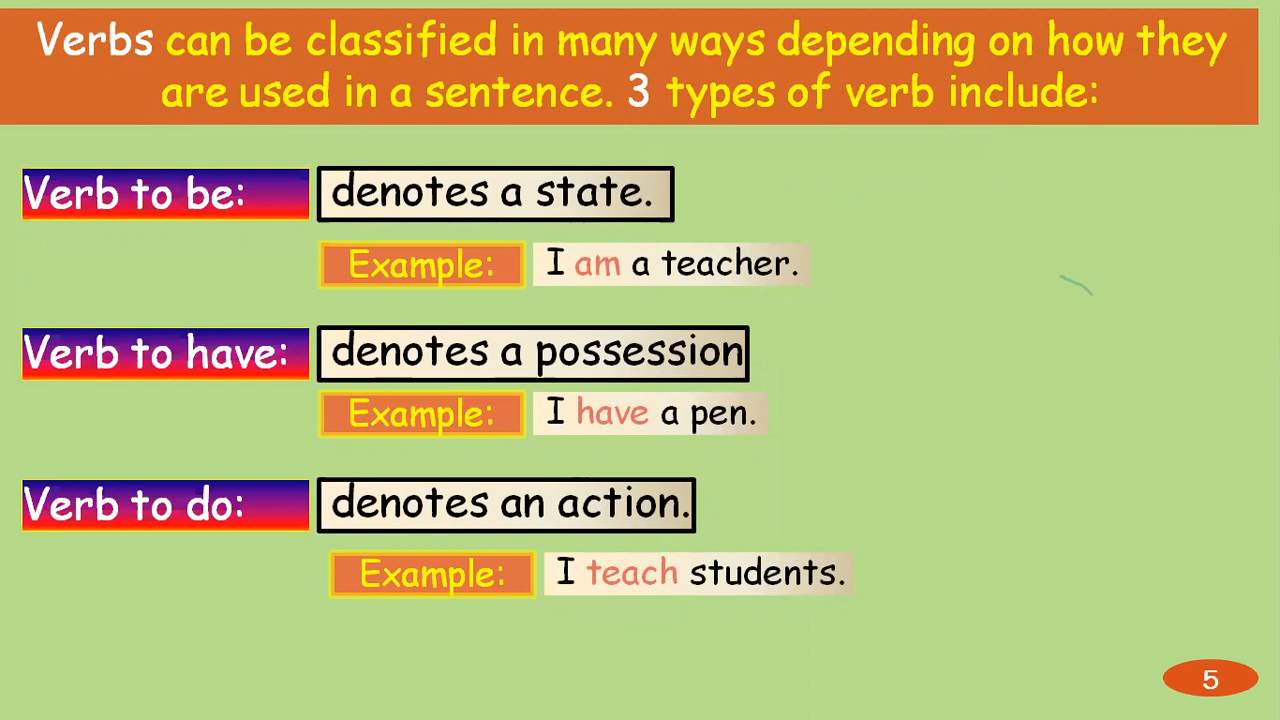 Verbs can be classified in many ways depending on how they
are used in a sentence. 3 types of verb include:
Verb to be: denotes a state.
Example: I am a teacher.
Verb to have: denotes a possession
Example: I have a pen.
Verb to do: denotes an action.
Example: I teach students.
5